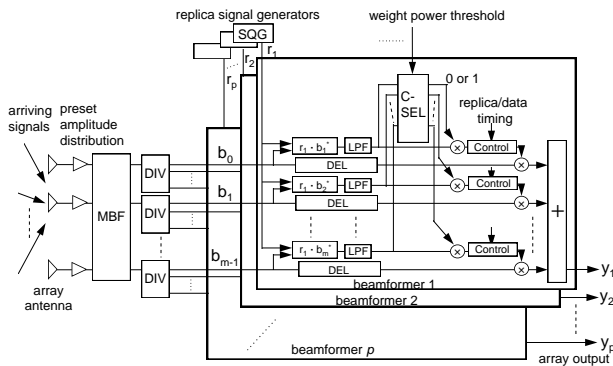 replica signal generators
weight power threshold
SQG
r1
r2
rp
0 or 1
C-
SEL
replica/data
timing
arriving
signals
preset
amplitude
distribution
MBF
DIV
DIV
DIV
b0
b1
bm-1
r1 · b1*
LPF
DEL
Control
r1 · b2*
LPF
DEL
Control
r1 · bm*
LPF
DEL
Control
+
array
antenna
beamformer 1
beamformer 2
beamformer p
y1
y2
yp
array output